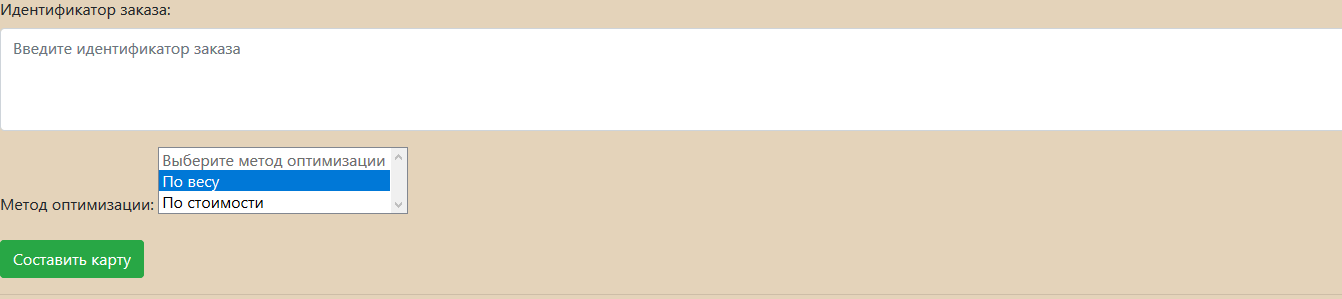 Идентификатор заказа:
Введите идентификатор заказа
Выберите метод оптимизации
По весу
Метод оптимизации: По стоимости
Составить карту